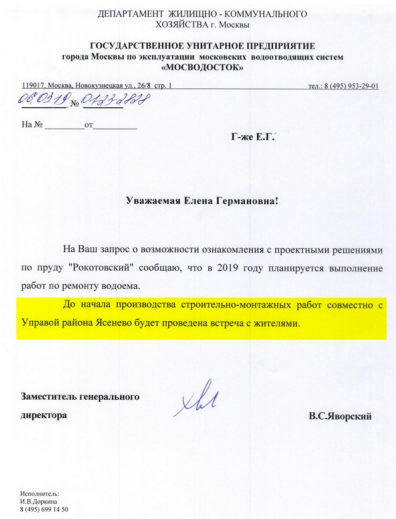 ДЕПАРТАМЕНТ ЖИЛИЩНО - КОММУНАЛЬНОГО
ХОЗЯЙСТВА г. Москвы
ГОСУДАРСТВЕННОЕ УНИТАРНОЕ ПРЕДПРИЯТИЕ
города Москвы по эксплуатации московских водоотводящих систем
«МОСВОДОСТОК»
119017, Москва, Новокузнецкая ул., 26/8 стр. 1 тел.: 8 (495) 953-29-01
№
На № от
Г-же Е.Г.
Уважаемая Елена Германовна!
На Ваш запрос о возможности ознакомления с проектными решениями
по пруду "Рокотовский" сообщаю, что в 2019 году планируется выполнение
работ по ремонту водоема.
До начала производства строительно-монтажных работ совместно с
Управой района Ясенево будет проведена встреча с жителями.
Заместитель генерального
директора В.С.Яворский
Исполнитель:
И.В.Доркина
8 (495) 699 14 50